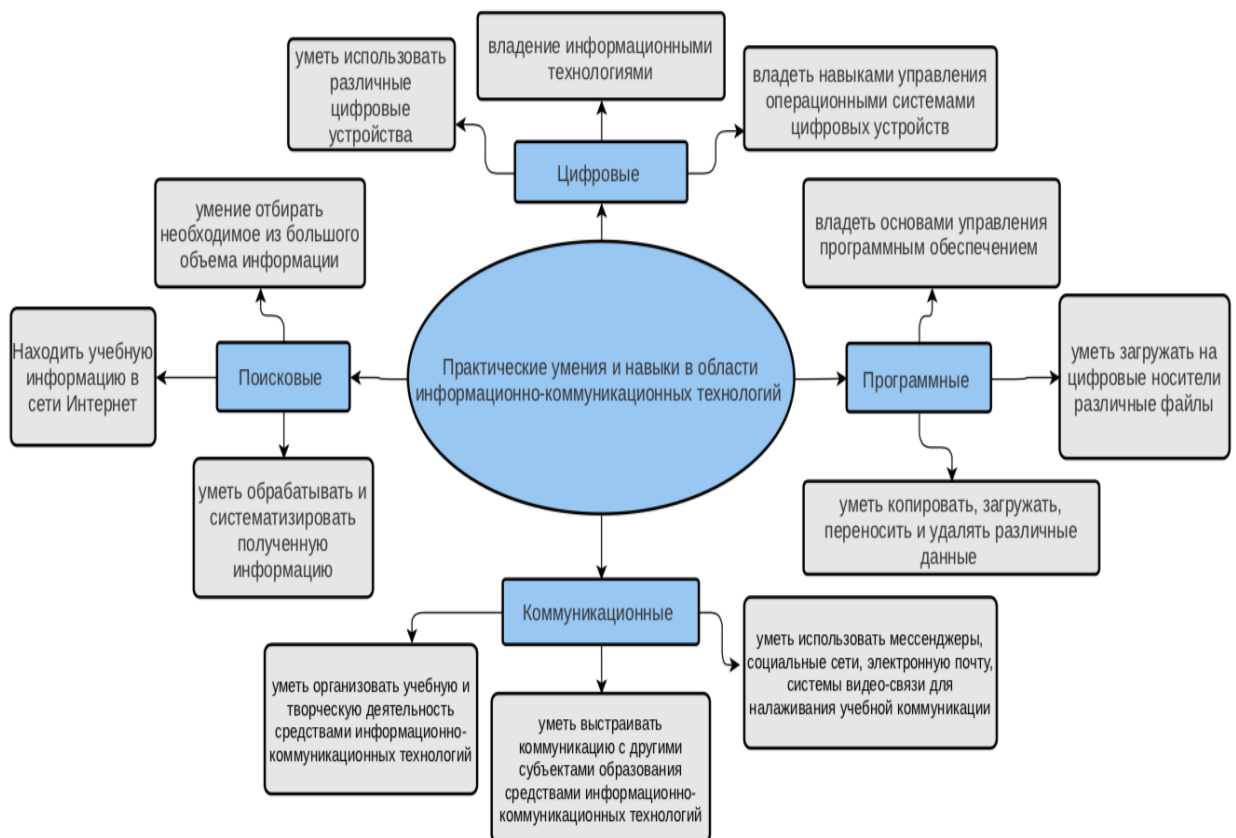 уметь использовать
различные
цифровые
устройства
владение информационными
технологиями
владеть навыками управления
операционными системами
цифровых устройств
Цифровые
умение отбирать
необходимое из большого
объема информации
владеть основами управления
программным обеспечением
Находить учебную
информацию в
сети Интернет
Поисковые
Практические умения и навыки в области
информационно-коммуникационных технологий
Программные
уметь загружать на
цифровые носители
различные файлы
уметь обрабатывать и
систематизировать
полученную
информацию
уметь копировать, загружать,
переносить и удалять различные
данные
Коммуникационные
уметь организовать учебную и
творческую деятельность
средствами информационно-
коммуникационных технологий
уметь выстраивать
коммуникацию с другими
субъектами образования
средствами информационно-
коммуникационных технологий
уметь использовать мессенджеры,
социальные сети, электронную почту,
системы видео-связи для
налаживания учебной коммуникации